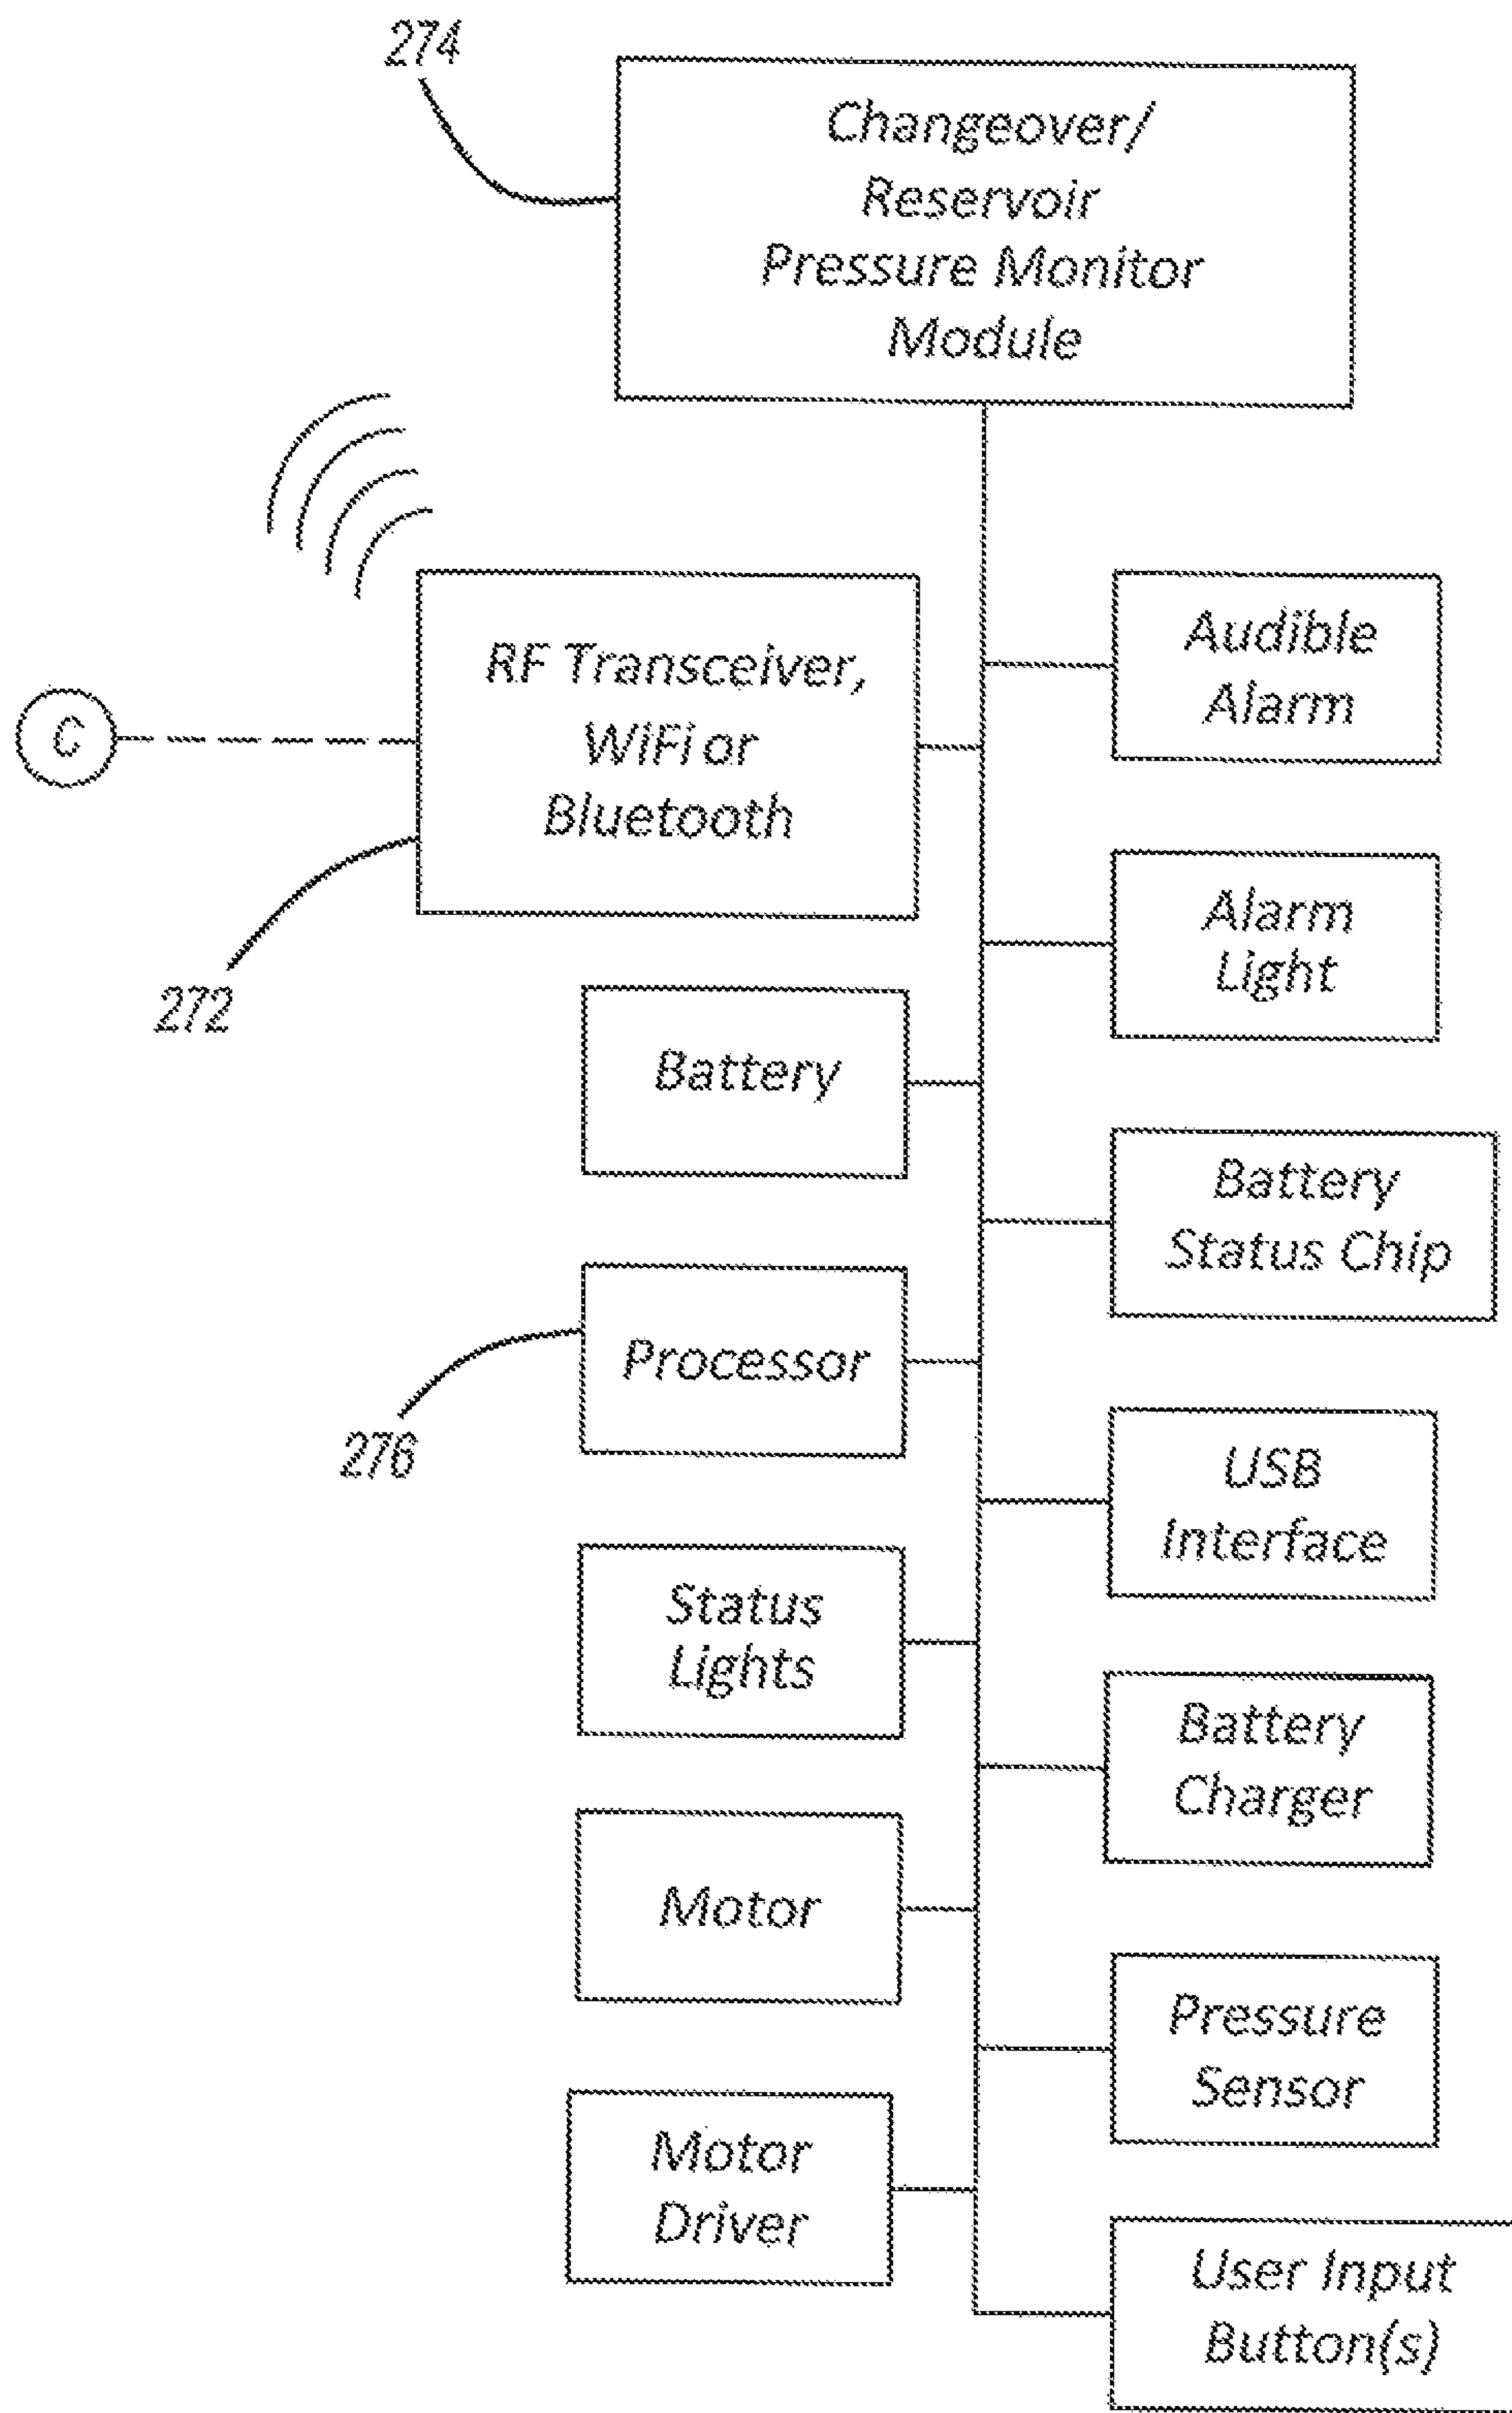 274
Changeover/
Reservoir
Pressure Monitor
Module
RF Transceiver,
WiFi or
Bluetooth
C
272
Audible
Alarm
Alarm
Light
Battery
Battery
Status Chip
Processor
276
USB
Interface
Status
Lights
Battery
Charger
Motor
Pressure
Sensor
Motor
Driver
User Input
Button(s)